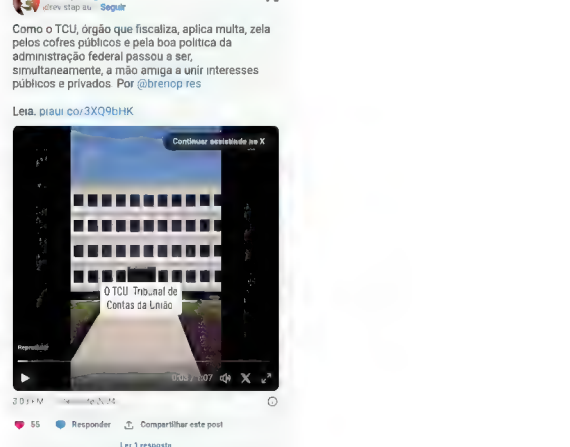 Seguir
Como o TCU, órgão que fiscaliza, aplica multa, zela
pelos cofres públicos e pela boa política da
administração federal passou a ser,
simultaneamente, a mão amiga a unir interesses
públicos e privados. Por @brenop res
Leia. piaui.co/3XQ9bHK
Continuar assistindo no X
O TCU Tribunal de
Contas da União
0:03 / 1:07
55 Responder Compartilhar este post
Ler 1 resposta